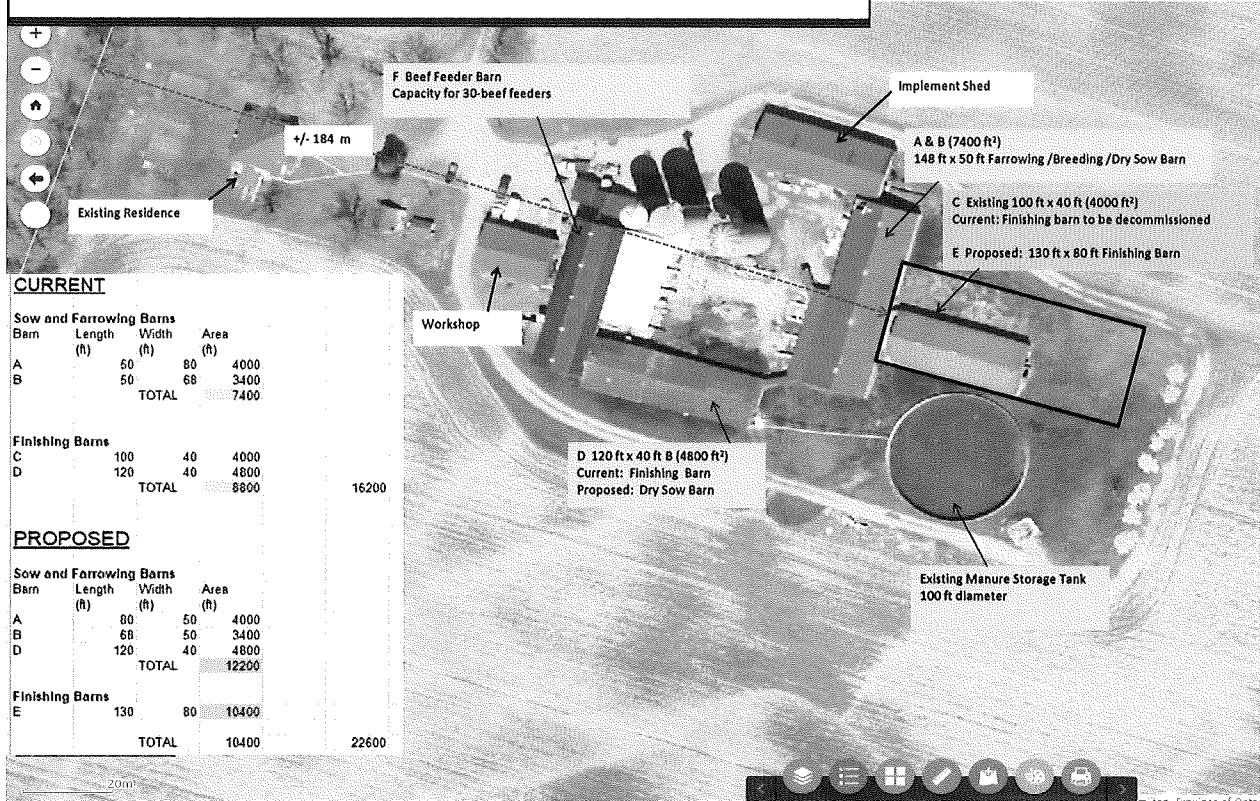 F Beef Feeder Barn
Capacity for 30-beef feeders
Implement Shed
+/- 184 m
A & B (7400 ft²)
148 ft x 50 ft Farrowing /Breeding /Dry Sow Barn
Existing Residence
C Existing 100 ft x 40 ft (4000 ft²)
Current: Finishing barn to be decommissioned
E Proposed: 130 ft x 80 ft Finishing Barn
Workshop
D 120 ft x 40 ft B (4800 ft²)
Current: Finishing Barn
Proposed: Dry Sow Barn
Existing Manure Storage Tank
100 ft diameter
CURRENT
Sow and Farrowing Barns
Barn Length Width Area
(ft) (ft) (ft)
A 50 80 4000
B 50 68 3400
TOTAL 7400
Finishing Barns
C 100 40 4000
D 120 40 4800
TOTAL 8800 16200
PROPOSED
Sow and Farrowing Barns
Barn Length Width Area
(ft) (ft) (ft)
A 80 50 4000
B 68 50 3400
D 120 40 4800
TOTAL 12200
Finishing Barns
E 130 80 10400
TOTAL 10400 22600
20m